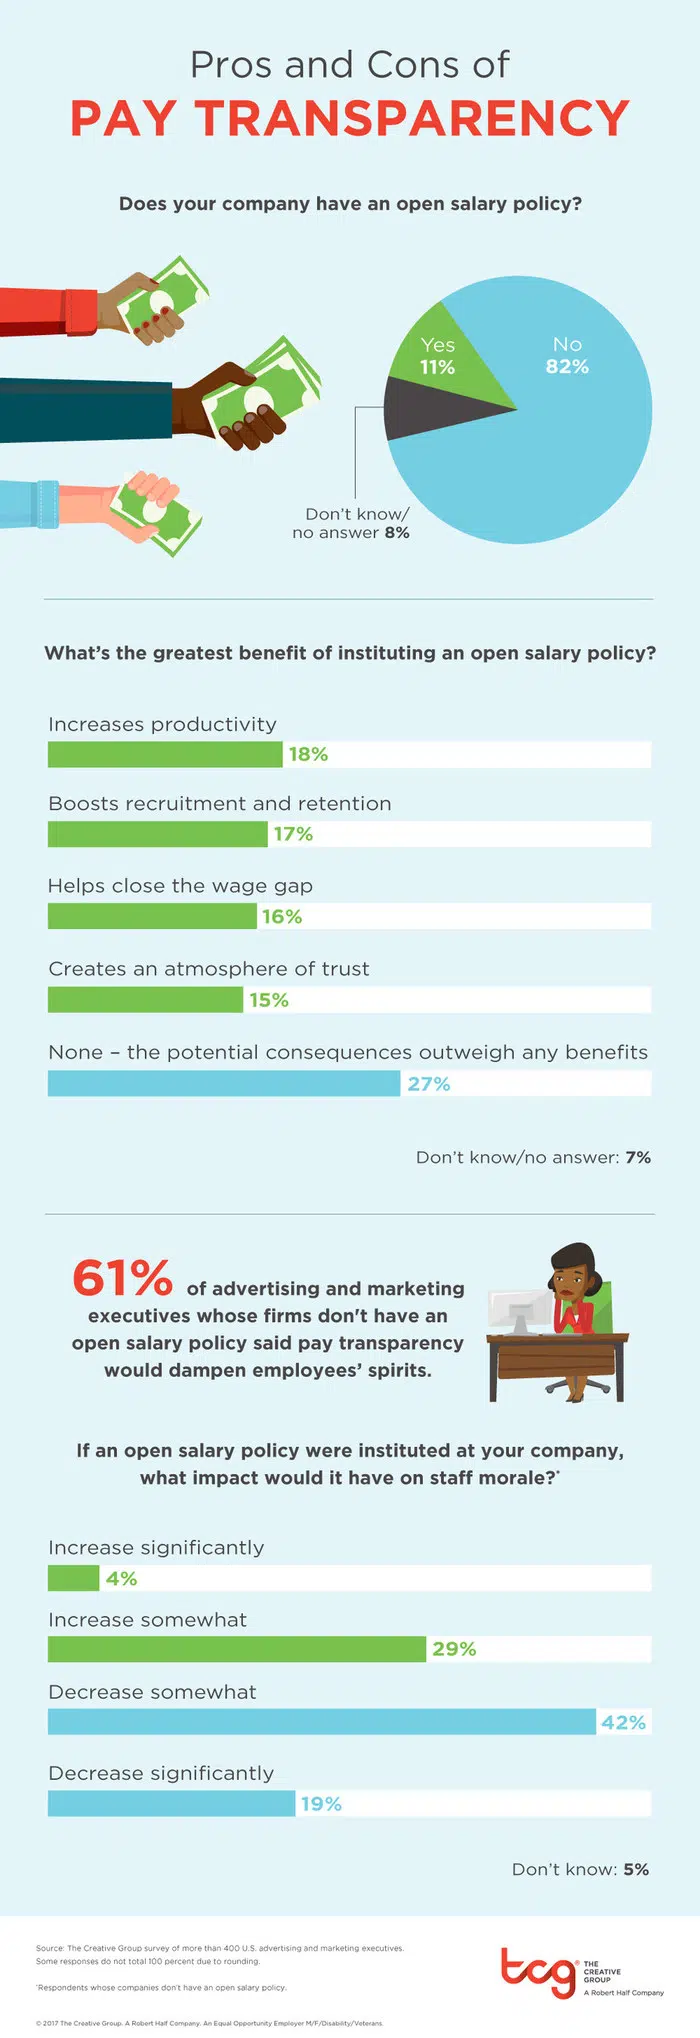 Pros and Cons of
PAY TRANSPARENCY
Does your company have an open salary policy?
Yes
11%
No
82%
Don't know/
no answer 8%
What's the greatest benefit of instituting an open salary policy?
Increases productivity
18%
Boosts recruitment and retention
17%
Helps close the wage gap
16%
Creates an atmosphere of trust
15%
None – the potential consequences outweigh any benefits
27%
Don't know/no answer: 7%
61% of advertising and marketing
executives whose firms don't have an
open salary policy said pay transparency
would dampen employees' spirits.
If an open salary policy were instituted at your company,
what impact would it have on staff morale?*
Increase significantly
4%
Increase somewhat
29%
Decrease somewhat
42%
Decrease significantly
19%
Don't know: 5%
Source: The Creative Group survey of more than 400 U.S. advertising and marketing executives.
Some responses do not total 100 percent due to rounding.
*Respondents whose companies don't have an open salary policy.
© 2017 The Creative Group. A Robert Half Company. An Equal Opportunity Employer M/F/Disability/Veterans.
tcg® THE
CREATIVE
GROUP
A Robert Half Company